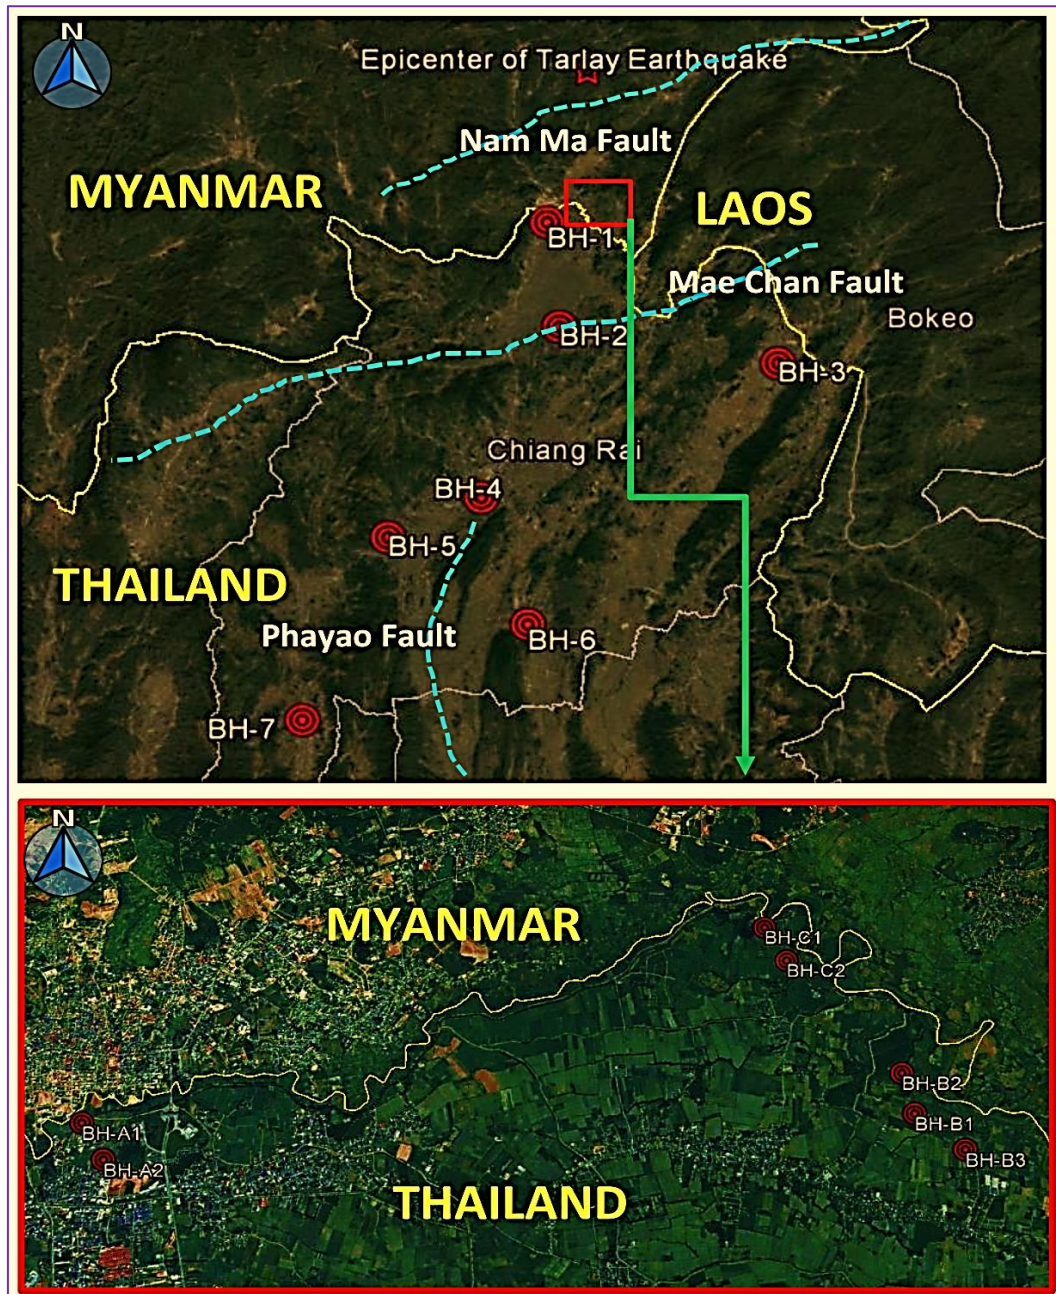 N
Epicenter of Tarlay Earthquake
Nam Ma Fault
MYANMAR
LAOS
BH-1
Mae Chan Fault
Bokeo
BH-2
BH-3
Chiang Rai
BH-4
BH-5
THAILAND
Phayao Fault
BH-6
BH-7
N
MYANMAR
BH-C1
BH-C2
BH-B2
BH-B1
BH-A1
BH-B3
BH-A2
THAILAND